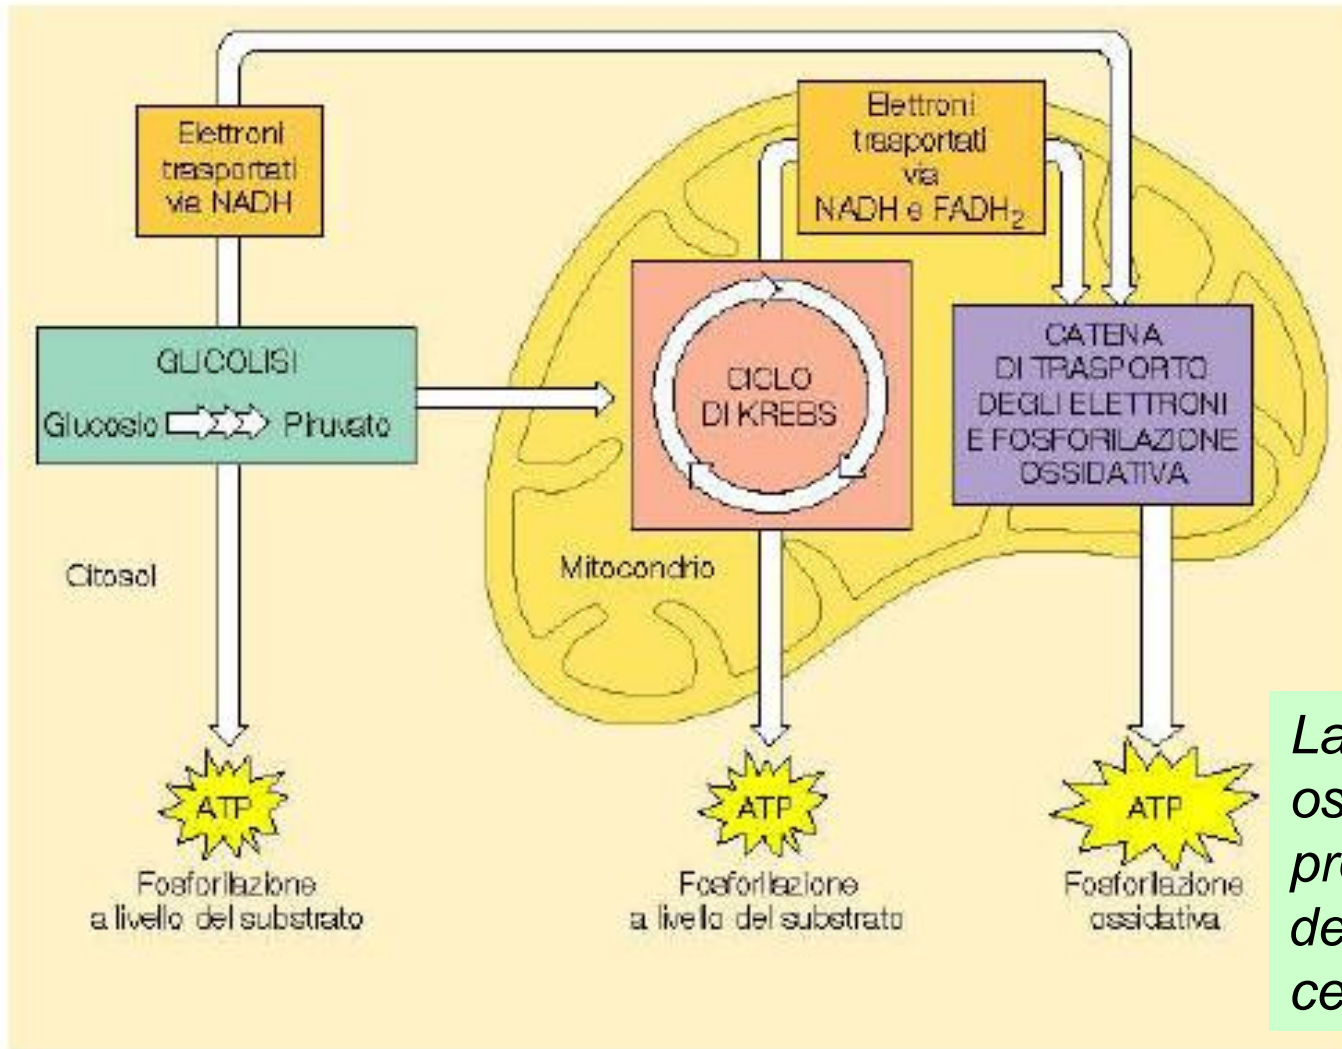 Elettroni
trasportati
via NADH
Elettroni
trasportati
via
NADH e FADH₂
GLICOLISI
Glucosio Piruvato
CICLO
DI KREBS
CATENA
DI TRASPORTO
DEGLI ELETTRONI
E FOSFORILAZIONE
OSSIDATIVA
Citosol
Mitocondrio
ATP
ATP
ATP
Fosforilazione
a livello del substrato
Fosforilazione
a livello del substrato
Fosforilazione
ossidativa
La
os
pr
de
ce